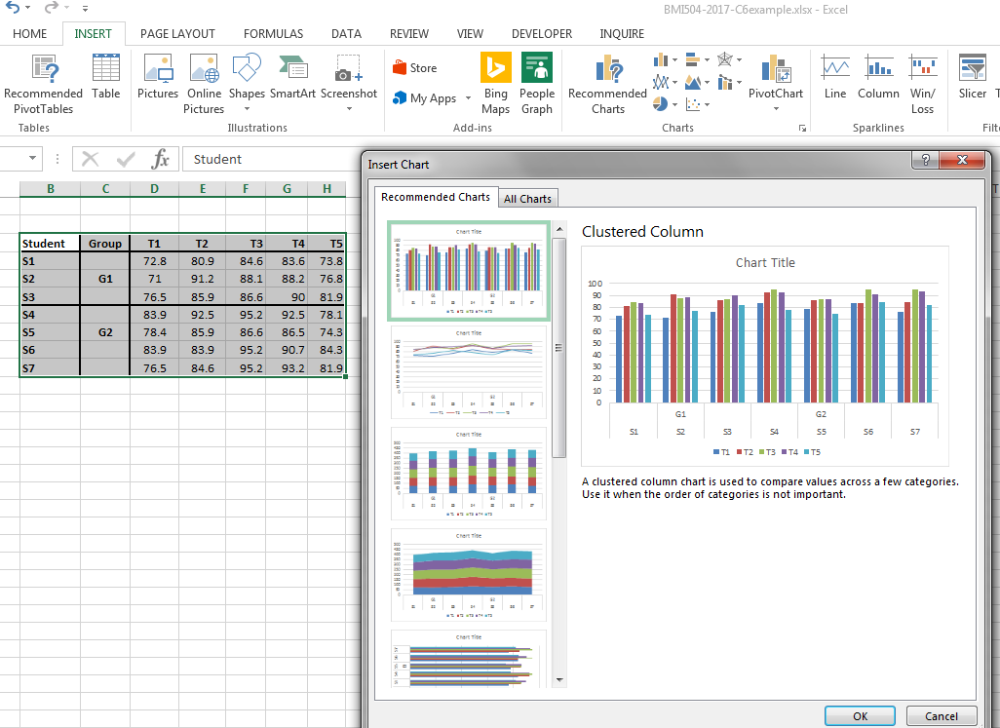 BMI504-2017-C6example.xlsx - Excel
HOME INSERT PAGE LAYOUT FORMULAS DATA REVIEW VIEW DEVELOPER INQUIRE
Recommended PivotTables
Table
Tables
Pictures
Online Pictures
Shapes
SmartArt
Screenshot
Illustrations
Store
My Apps
Bing Maps
People Graph
Add-ins
Recommended Charts
PivotChart
Charts
Line
Column
Win/ Loss
Sparklines
Slicer
T
Filt
fx
Student
B C D E F G H
T
Student Group T1 T2 T3 T4 T5
S1 72.8 80.9 84.6 83.6 73.8
S2 G1 71 91.2 88.1 88.2 76.8
S3 76.5 85.9 86.6 90 81.9
S4 83.9 92.5 95.2 92.5 78.1
S5 G2 78.4 85.9 86.6 86.5 74.3
S6 83.9 83.9 95.2 90.7 84.3
S7 76.5 84.6 95.2 93.2 81.9
Insert Chart
?
Recommended Charts
All Charts
Chart Title
Chart Title
Chart Title
Chart Title
Chart Title
Clustered Column
Chart Title
100
90
80
70
60
50
40
30
20
10
0
G1 G2
S1 S2 S3 S4 S5 S6 S7
T1 T2 T3 T4 T5
A clustered column chart is used to compare values across a few categories.
Use it when the order of categories is not important.
OK
Cancel